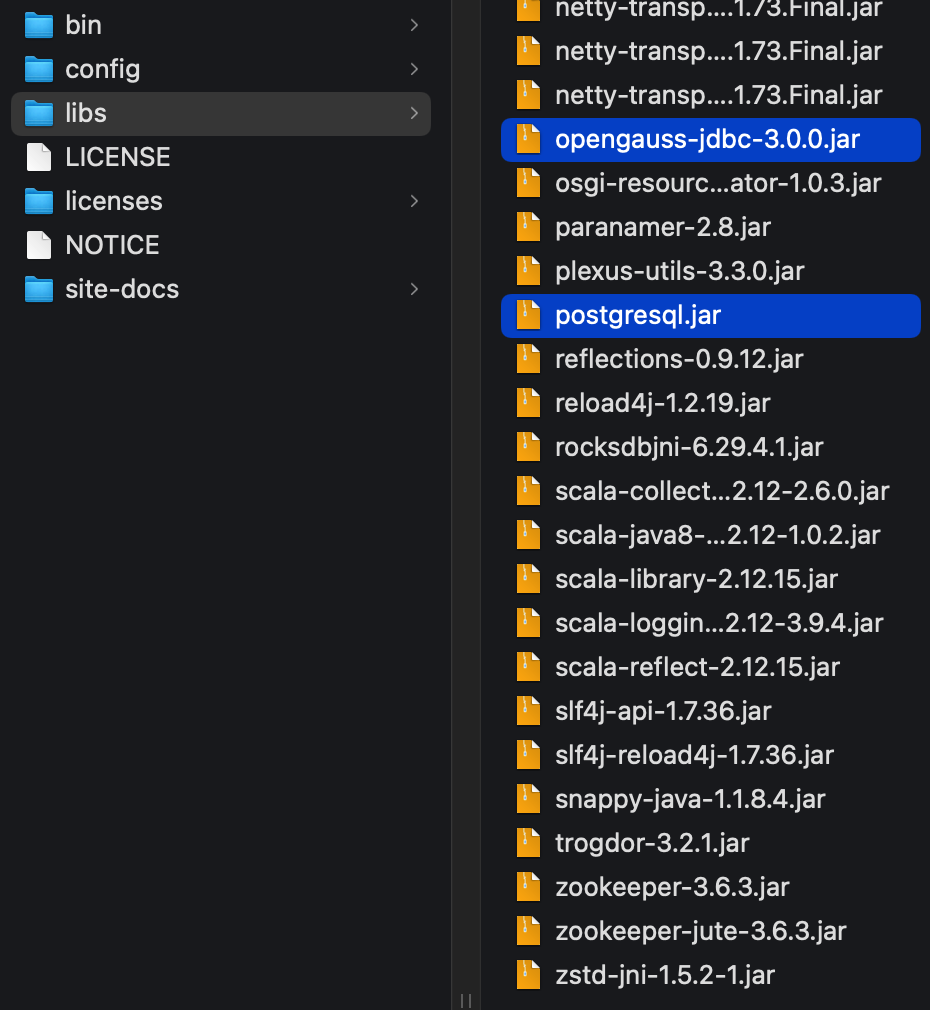 bin
config
libs
LICENSE
licenses
NOTICE
site-docs
netty-transp....1.73.Final.jar
netty-transp....1.73.Final.jar
netty-transp....1.73.Final.jar
opengauss-jdbc-3.0.0.jar
osgi-resourc...ator-1.0.3.jar
paranamer-2.8.jar
plexus-utils-3.3.0.jar
postgresql.jar
reflections-0.9.12.jar
reload4j-1.2.19.jar
rocksdbjni-6.29.4.1.jar
scala-collect...2.12-2.6.0.jar
scala-java8-...2.12-1.0.2.jar
scala-library-2.12.15.jar
scala-loggin...2.12-3.9.4.jar
scala-reflect-2.12.15.jar
slf4j-api-1.7.36.jar
slf4j-reload4j-1.7.36.jar
snappy-java-1.1.8.4.jar
trogdor-3.2.1.jar
zookeeper-3.6.3.jar
zookeeper-jute-3.6.3.jar
zstd-jni-1.5.2-1.jar